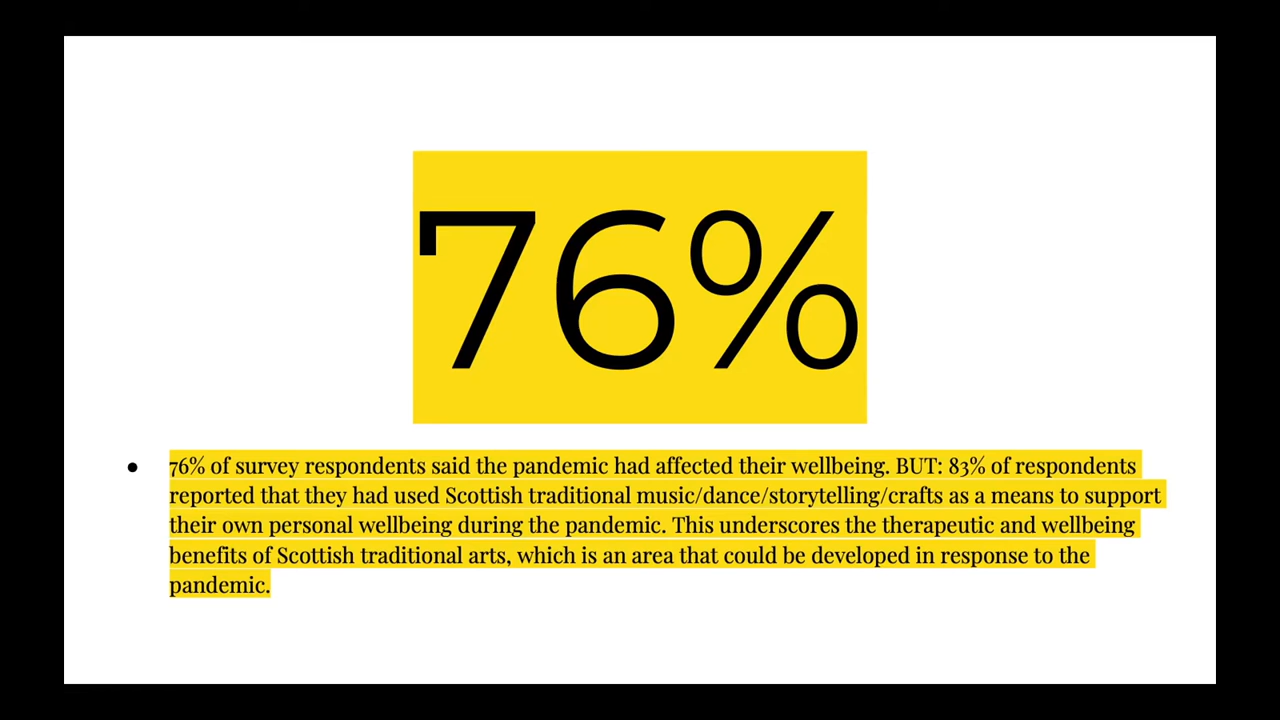 76%
● 76% of survey respondents said the pandemic had affected their wellbeing. BUT: 83% of respondents
reported that they had used Scottish traditional music/dance/storytelling/crafts as a means to support
their own personal wellbeing during the pandemic. This underscores the therapeutic and wellbeing
benefits of Scottish traditional arts, which is an area that could be developed in response to the
pandemic.